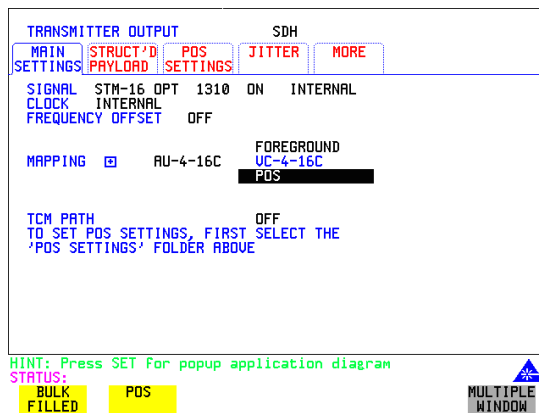 TRANSMITTER OUTPUT SDH
MAIN SETTINGS STRUCT'D PAYLOAD POS SETTINGS JITTER MORE
SIGNAL STM-16 OPT 1310 ON INTERNAL
CLOCK INTERNAL
FREQUENCY OFFSET OFF
FOREGROUND
MAPPING + AU-4-16C VC-4-16C
POS
TCM PATH OFF
TO SET POS SETTINGS, FIRST SELECT THE
'POS SETTINGS' FOLDER ABOVE
HINT: Press SET For popup application diagram
STATUS:
BULK FILLED POS MULTIPLE WINDOW